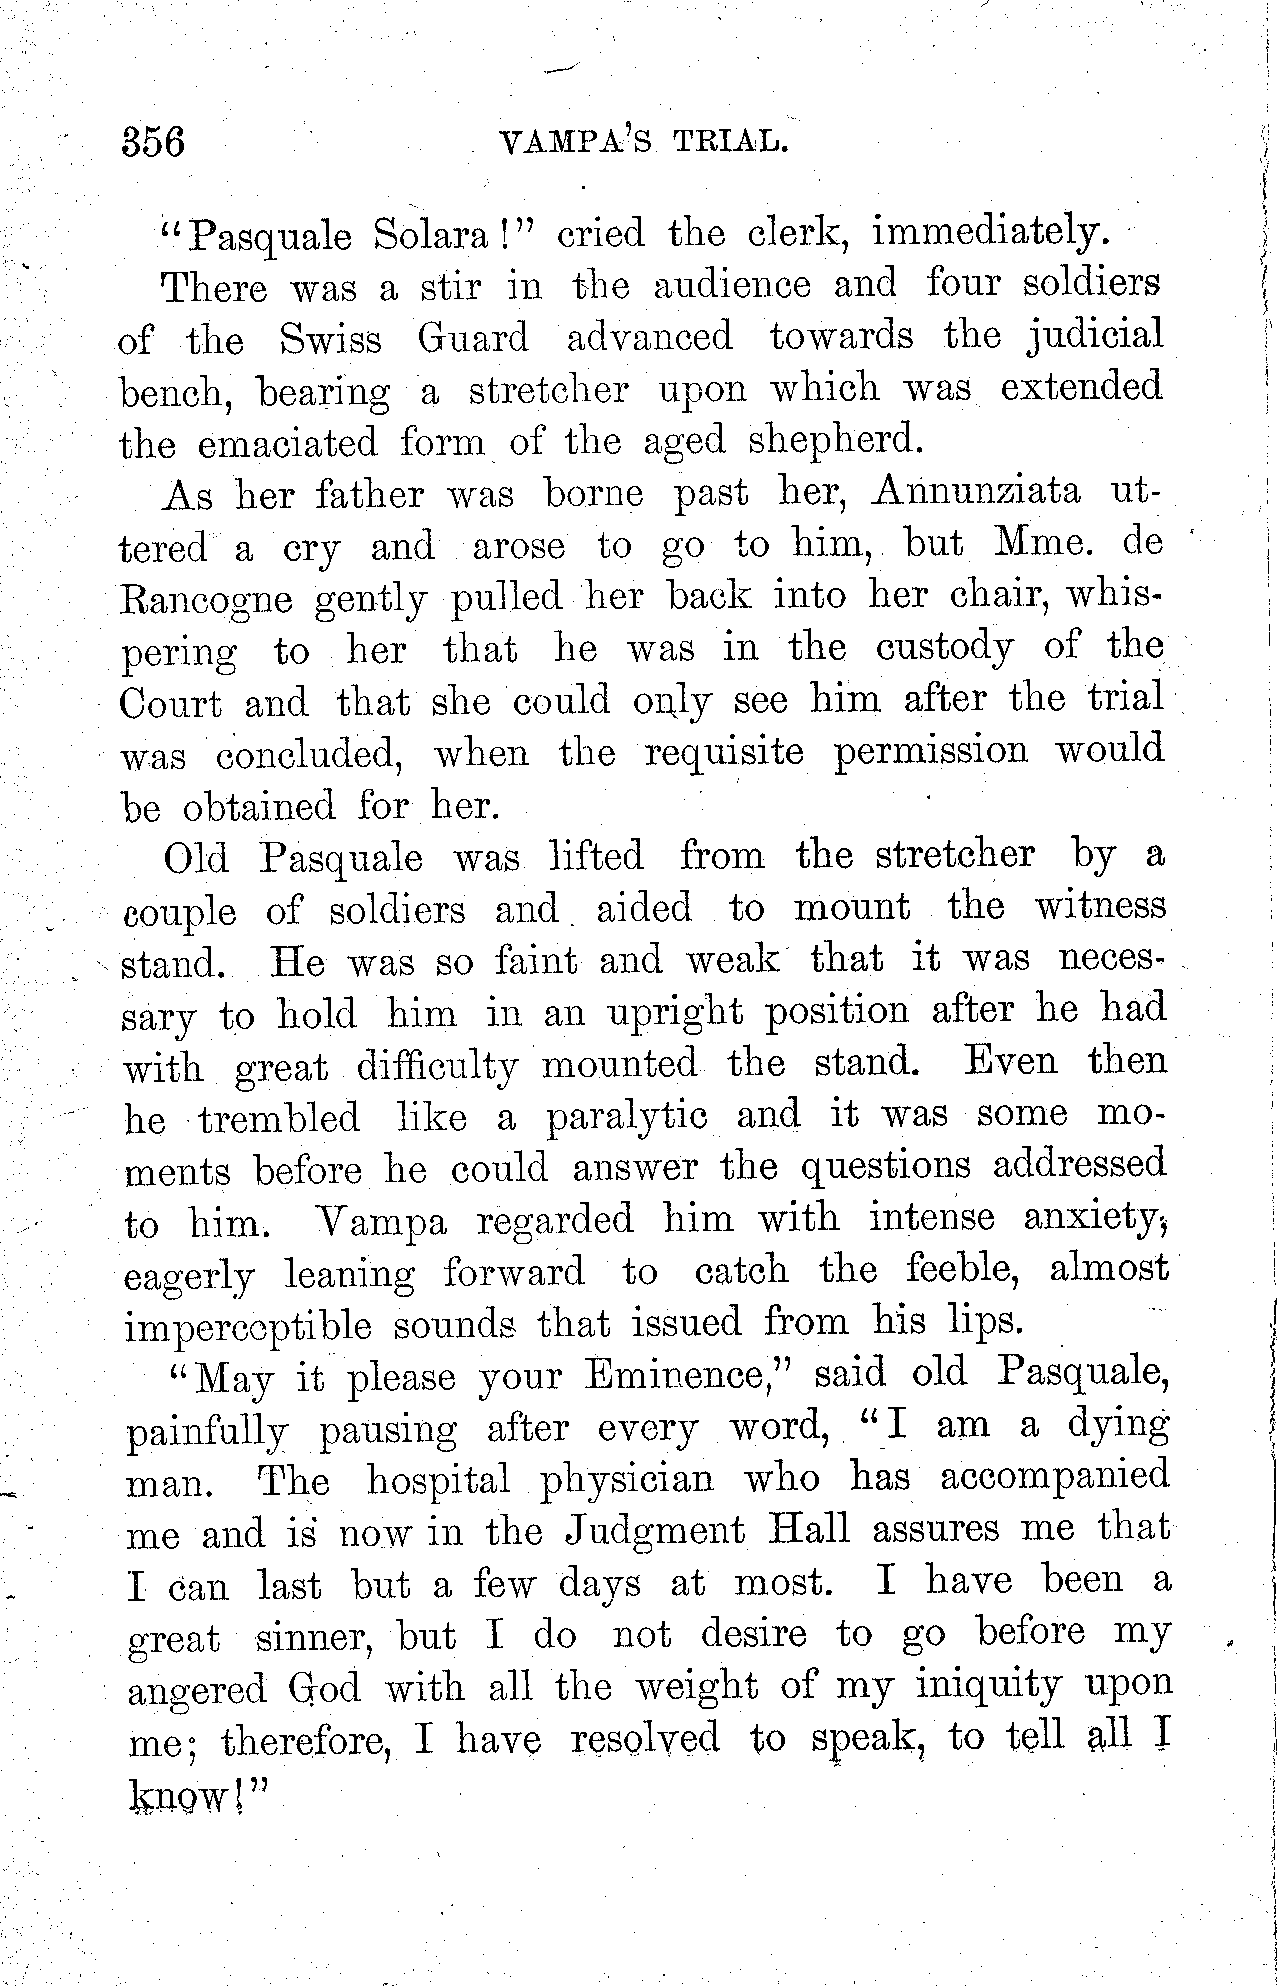 356 VAMPA'S TRIAL.
"Pasquale Solara!" cried the clerk, immediately.
There was a stir in the audience and four soldiers
of the Swiss Guard advanced towards the judicial
bench, bearing a stretcher upon which was extended
the emaciated form of the aged shepherd.
As her father was borne past her, Annunziata ut-
tered a cry and arose to go to him, but Mme. de
Rancogne gently pulled her back into her chair, whis-
pering to her that he was in the custody of the
Court and that she could only see him after the trial
was concluded, when the requisite permission would
be obtained for her.
Old Pasquale was lifted from the stretcher by a
couple of soldiers and aided to mount the witness
stand. He was so faint and weak that it was neces-
sary to hold him in an upright position after he had
with great difficulty mounted the stand. Even then
he trembled like a paralytic and it was some mo-
ments before he could answer the questions addressed
to him. Vampa regarded him with intense anxiety,
eagerly leaning forward to catch the feeble, almost
imperceptible sounds that issued from his lips.
"May it please your Eminence," said old Pasquale,
painfully pausing after every word, "I am a dying
man. The hospital physician who has accompanied
me and is now in the Judgment Hall assures me that
I can last but a few days at most. I have been a
great sinner, but I do not desire to go before my
angered God with all the weight of my iniquity upon
me; therefore, I have resolved to speak, to tell all I
know!"